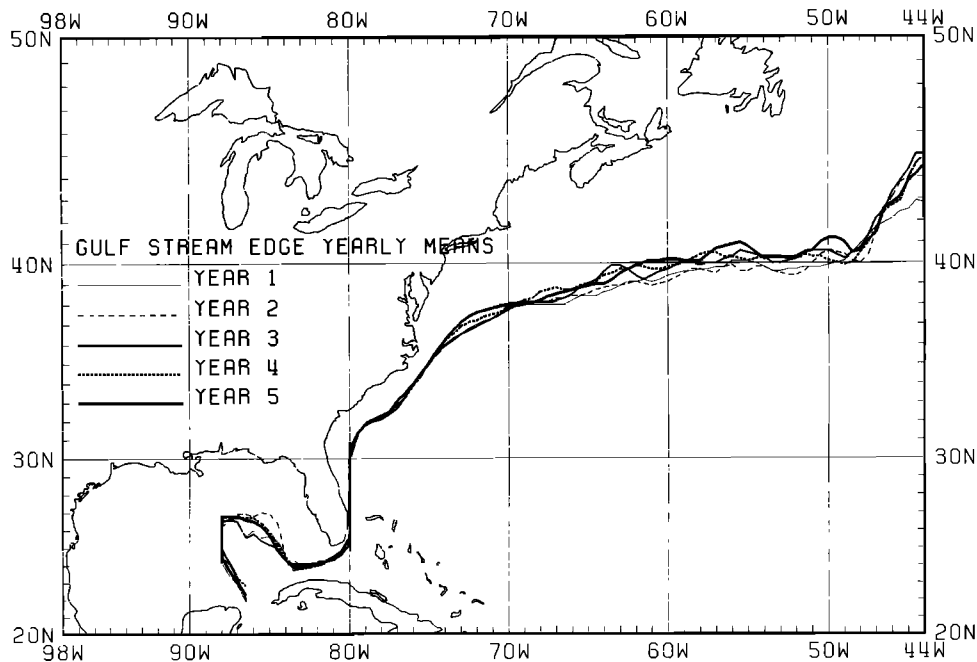 98W 90W 80W 70W 60W 50W 44W
50N 50N
GULF STREAM EDGE YEARLY MEANS
40N 40N
YEAR 1
YEAR 2
YEAR 3
YEAR 4
YEAR 5
30N 30N
20N 20N
98W 90W 80W 70W 60W 50W 44W